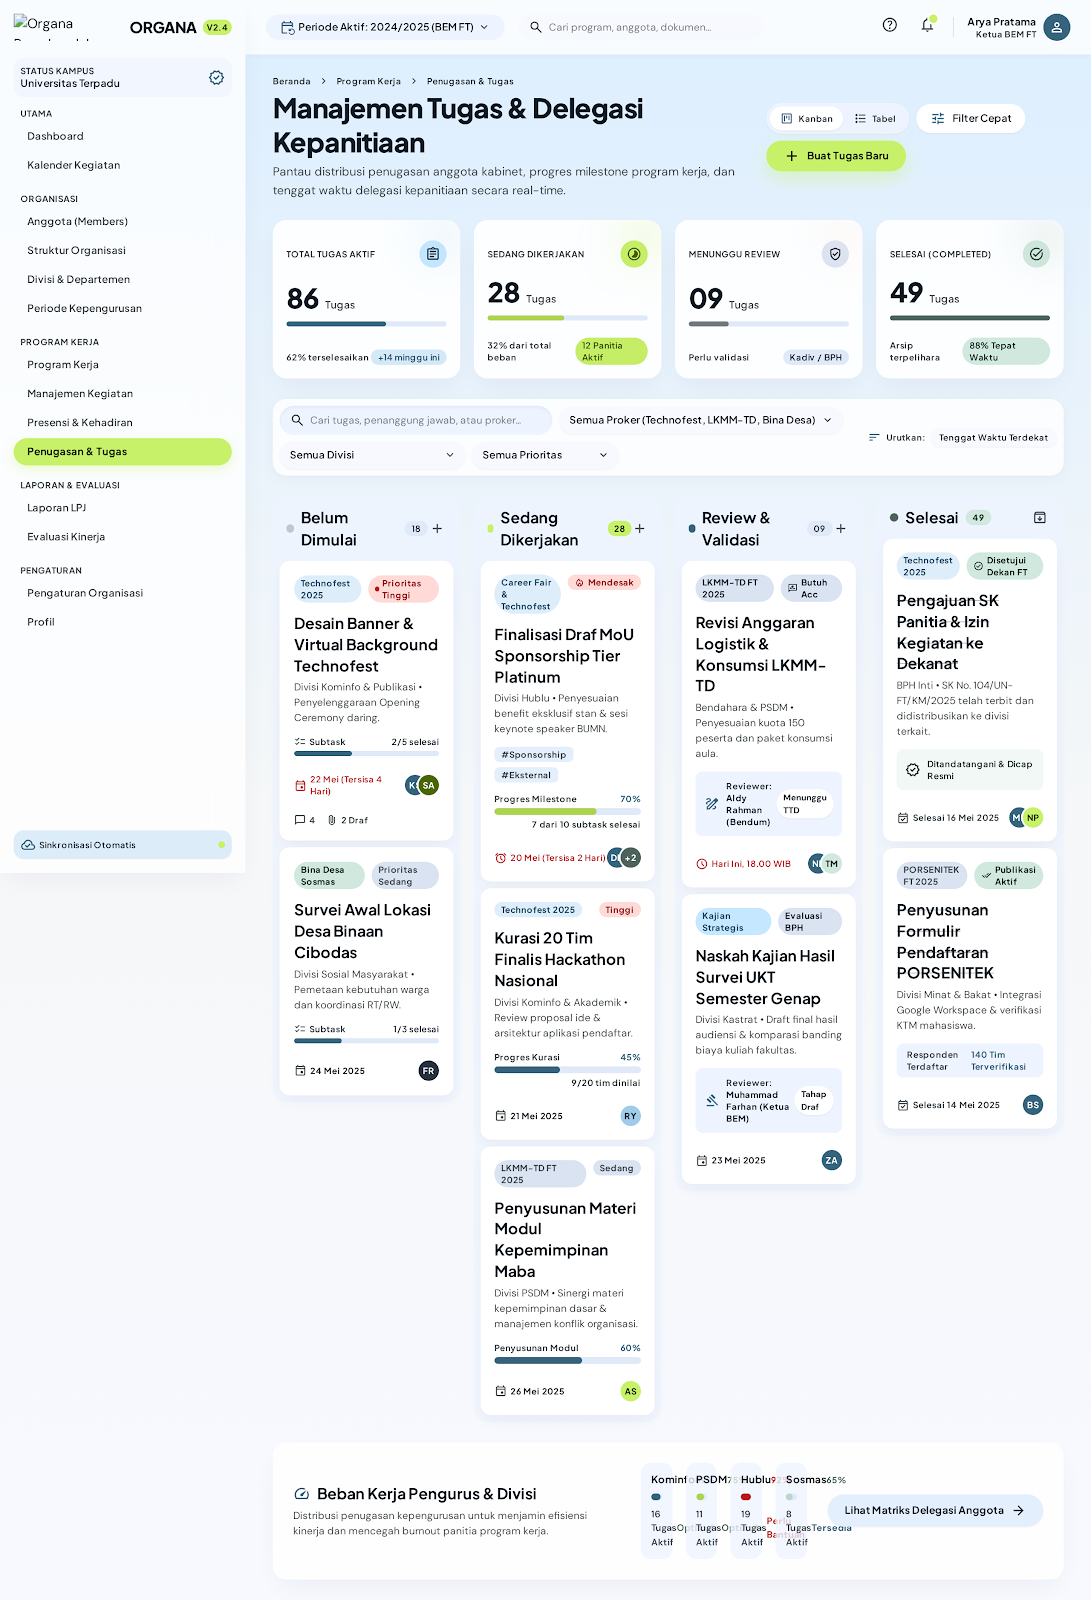 Organa
ORGANA V2.4
STATUS KAMPUS
Universitas Terpadu
UTAMA
Dashboard
Kalender Kegiatan
ORGANISASI
Anggota (Members)
Struktur Organisasi
Divisi & Departemen
Periode Kepengurusan
PROGRAM KERJA
Program Kerja
Manajemen Kegiatan
Presensi & Kehadiran
Penugasan & Tugas
LAPORAN & EVALUASI
Laporan LPJ
Evaluasi Kinerja
PENGATURAN
Pengaturan Organisasi
Profil
Sinkronisasi Otomatis
Periode Aktif: 2024/2025 (BEM FT)
Cari program, anggota, dokumen...
Arya Pratama
Ketua BEM FT
Beranda > Program Kerja > Penugasan & Tugas
Manajemen Tugas & Delegasi
Kepanitiaan
Pantau distribusi penugasan anggota kabinet, progres milestone program kerja, dan
tenggat waktu delegasi kepanitiaan secara real-time.
Kanban
Tabel
Filter Cepat
Buat Tugas Baru
TOTAL TUGAS AKTIF
86 Tugas
62% terselesaikan
+14 minggu ini
SEDANG DIKERJAKAN
28 Tugas
32% dari total
beban
12 Panitia
Aktif
MENUNGGU REVIEW
09 Tugas
Perlu validasi
Kadiv / BPH
SELESAI (COMPLETED)
49 Tugas
Arsip
terpelihara
88% Tepat
Waktu
Cari tugas, penanggung jawab, atau proker...
Semua Proker (Technofest, LKMM-TD, Bina Desa)
Semua Divisi
Semua Prioritas
Urutkan:
Tenggat Waktu Terdekat
Belum
Dimulai
18
Technofest
2025
Prioritas
Tinggi
Desain Banner &
Virtual Background
Technofest
Divisi Kominfo & Publikasi •
Penyelenggaraan Opening
Ceremony daring.
Subtask
2/5 selesai
22 Mei (Tersisa 4
Hari)
SA
4
2 Draf
Bina Desa
Sosmas
Prioritas
Sedang
Survei Awal Lokasi
Desa Binaan
Cibodas
Divisi Sosial Masyarakat •
Pemetaan kebutuhan warga
dan koordinasi RT/RW.
Subtask
1/3 selesai
24 Mei 2025
FR
Sedang
Dikerjakan
28
Career Fair
&
Technofest
Mendesak
Finalisasi Draf MoU
Sponsorship Tier
Platinum
Divisi Hublu • Penyesuaian
benefit eksklusif stan & sesi
keynote speaker BUMN.
#Sponsorship
#Eksternal
Progres Milestone
70%
7 dari 10 subtask selesai
20 Mei (Tersisa 2 Hari)
+2
Technofest 2025
Tinggi
Kurasi 20 Tim
Finalis Hackathon
Nasional
Divisi Kominfo & Akademik •
Review proposal ide &
arsitektur aplikasi pendaftar.
Progres Kurasi
45%
9/20 tim dinilai
21 Mei 2025
RY
LKMM-TD FT
2025
Sedang
Penyusunan Materi
Modul
Kepemimpinan
Maba
Divisi PSDM • Sinergi materi
kepemimpinan dasar &
manajemen konflik organisasi.
Penyusunan Modul
60%
26 Mei 2025
AS
Review &
Validasi
09
LKMM-TD FT
2025
Butuh
Acc
Revisi Anggaran
Logistik &
Konsumsi LKMM-
TD
Bendahara & PSDM •
Penyesuaian kuota 150
peserta dan paket konsumsi
aula.
Reviewer:
Aldy
Rahman
(Bendum)
Menunggu
TTD
Hari Ini, 18.00 WIB
TM
Kajian
Strategis
Evaluasi
BPH
Naskah Kajian Hasil
Survei UKT
Semester Genap
Divisi Kastrat • Draft final hasil
audiensi & komparasi banding
biaya kuliah fakultas.
Reviewer:
Muhammad
Farhan (Ketua
BEM)
Tahap
Draf
23 Mei 2025
ZA
Selesai
49
Technofest
2025
Disetujui
Dekan FT
Pengajuan SK
Panitia & Izin
Kegiatan ke
Dekanat
BPH Inti • SK No. 104/UN-
FT/KM/2025 telah terbit dan
didistribusikan ke divisi
terkait.
Ditandatangani & Dicap
Resmi
Selesai 16 Mei 2025
NP
PORSENITEK
FT 2025
Publikasi
Aktif
Penyusunan
Formulir
Pendaftaran
PORSENITEK
Divisi Minat & Bakat • Integrasi
Google Workspace & verifikasi
KTM mahasiswa.
Responden
Terdaftar
140 Tim
Terverifikasi
Selesai 14 Mei 2025
BS
Beban Kerja Pengurus & Divisi
Distribusi penugasan kepengurusan untuk menjamin efisiensi
kinerja dan mencegah burnout panitia program kerja.
16
Tugas
Aktif
PSDM
11
Tugas
Aktif
Hublu
19
Tugas
Aktif
Sosmas 65%
8
Tugas
Aktif
Tersedia
Lihat Matriks Delegasi Anggota